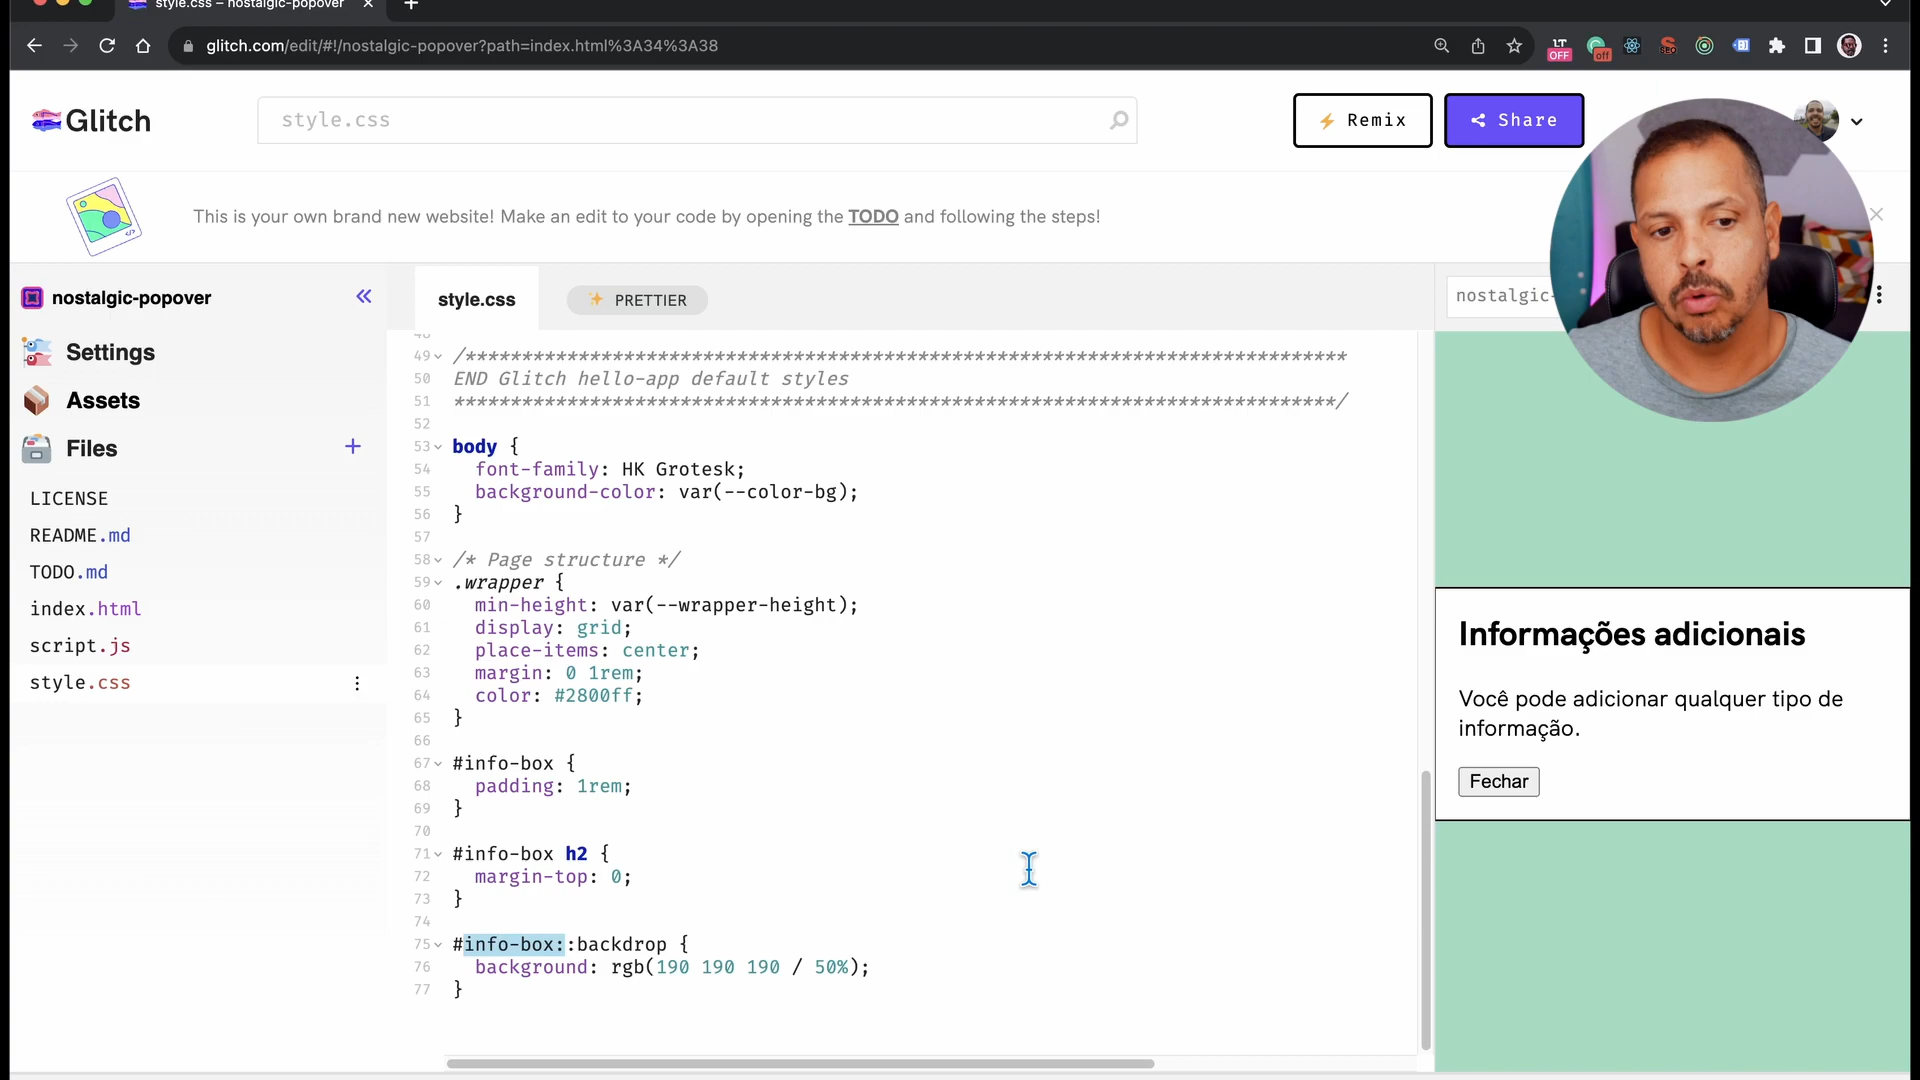 style.css – nostalgic-popover
glitch.com/edit/#!/nostalgic-popover?path=index.html%3A34%3A38
LT OFF
off
SEO
Glitch
style.css
Remix
Share
This is your own brand new website! Make an edit to your code by opening the TODO and following the steps!
nostalgic-popover
Settings
Assets
Files
LICENSE
README.md
TODO.md
index.html
script.js
style.css
style.css
PRETTIER
48
49 /******************************************************************************
50 END Glitch hello-app default styles
51 ******************************************************************************/
52
53 body {
54 font-family: HK Grotesk;
55 background-color: var(--color-bg);
56 }
57
58 /* Page structure */
59 .wrapper {
60 min-height: var(--wrapper-height);
61 display: grid;
62 place-items: center;
63 margin: 0 1rem;
64 color: #2800ff;
65 }
66
67 #info-box {
68 padding: 1rem;
69 }
70
71 #info-box h2 {
72 margin-top: 0;
73 }
74
75 #info-box::backdrop {
76 background: rgb(190 190 190 / 50%);
77 }
nostalgic-
Informações adicionais
Você pode adicionar qualquer tipo de
informação.
Fechar